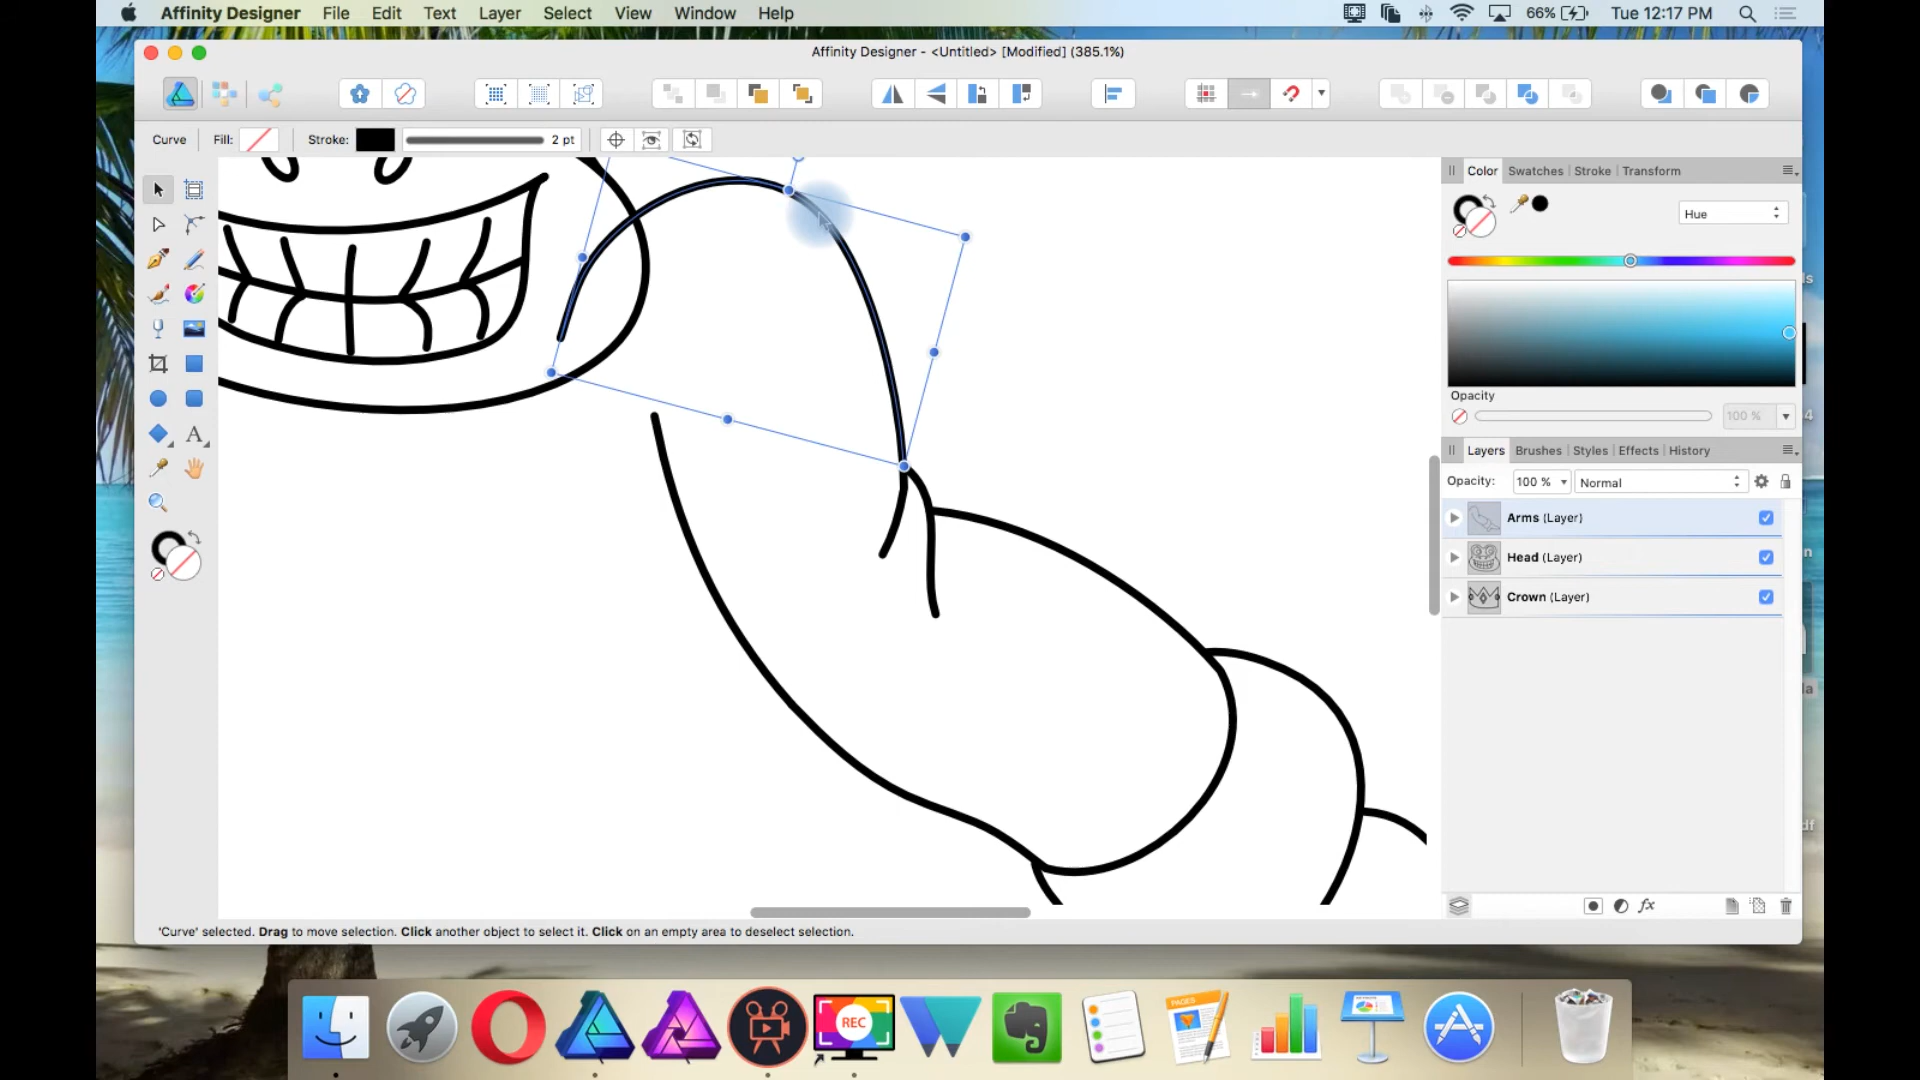 Affinity Designer File Edit Text Layer Select View Window Help 66% Tue 12:17 PM
Affinity Designer - <Untitled> [Modified] (385.1%)
Curve Fill: Stroke: 2 pt
Color Swatches Stroke Transform
Hue
Opacity
100 %
Layers Brushes Styles Effects History
Opacity: 100 % Normal
Arms (Layer)
Head (Layer)
Crown (Layer)
A
fx
'Curve' selected. Drag to move selection. Click another object to select it. Click on an empty area to deselect selection.
REC
PAGES